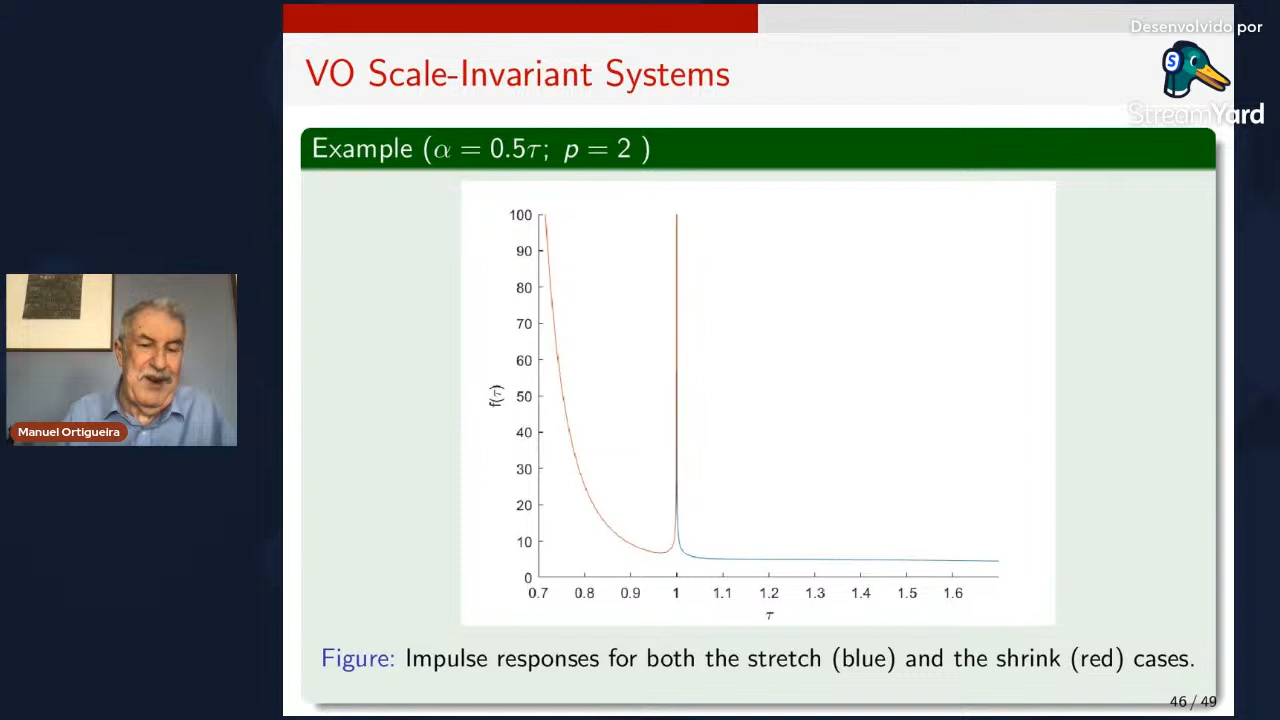 Desenvolvido por
StreamYard
VO Scale-Invariant Systems
Example (α = 0.5τ; p = 2 )
100
90
80
70
60
50
40
30
20
10
0
f(τ)
0.7 0.8 0.9 1 1.1 1.2 1.3 1.4 1.5 1.6
τ
Figure: Impulse responses for both the stretch (blue) and the shrink (red) cases.
46 / 49
Manuel Ortigueira